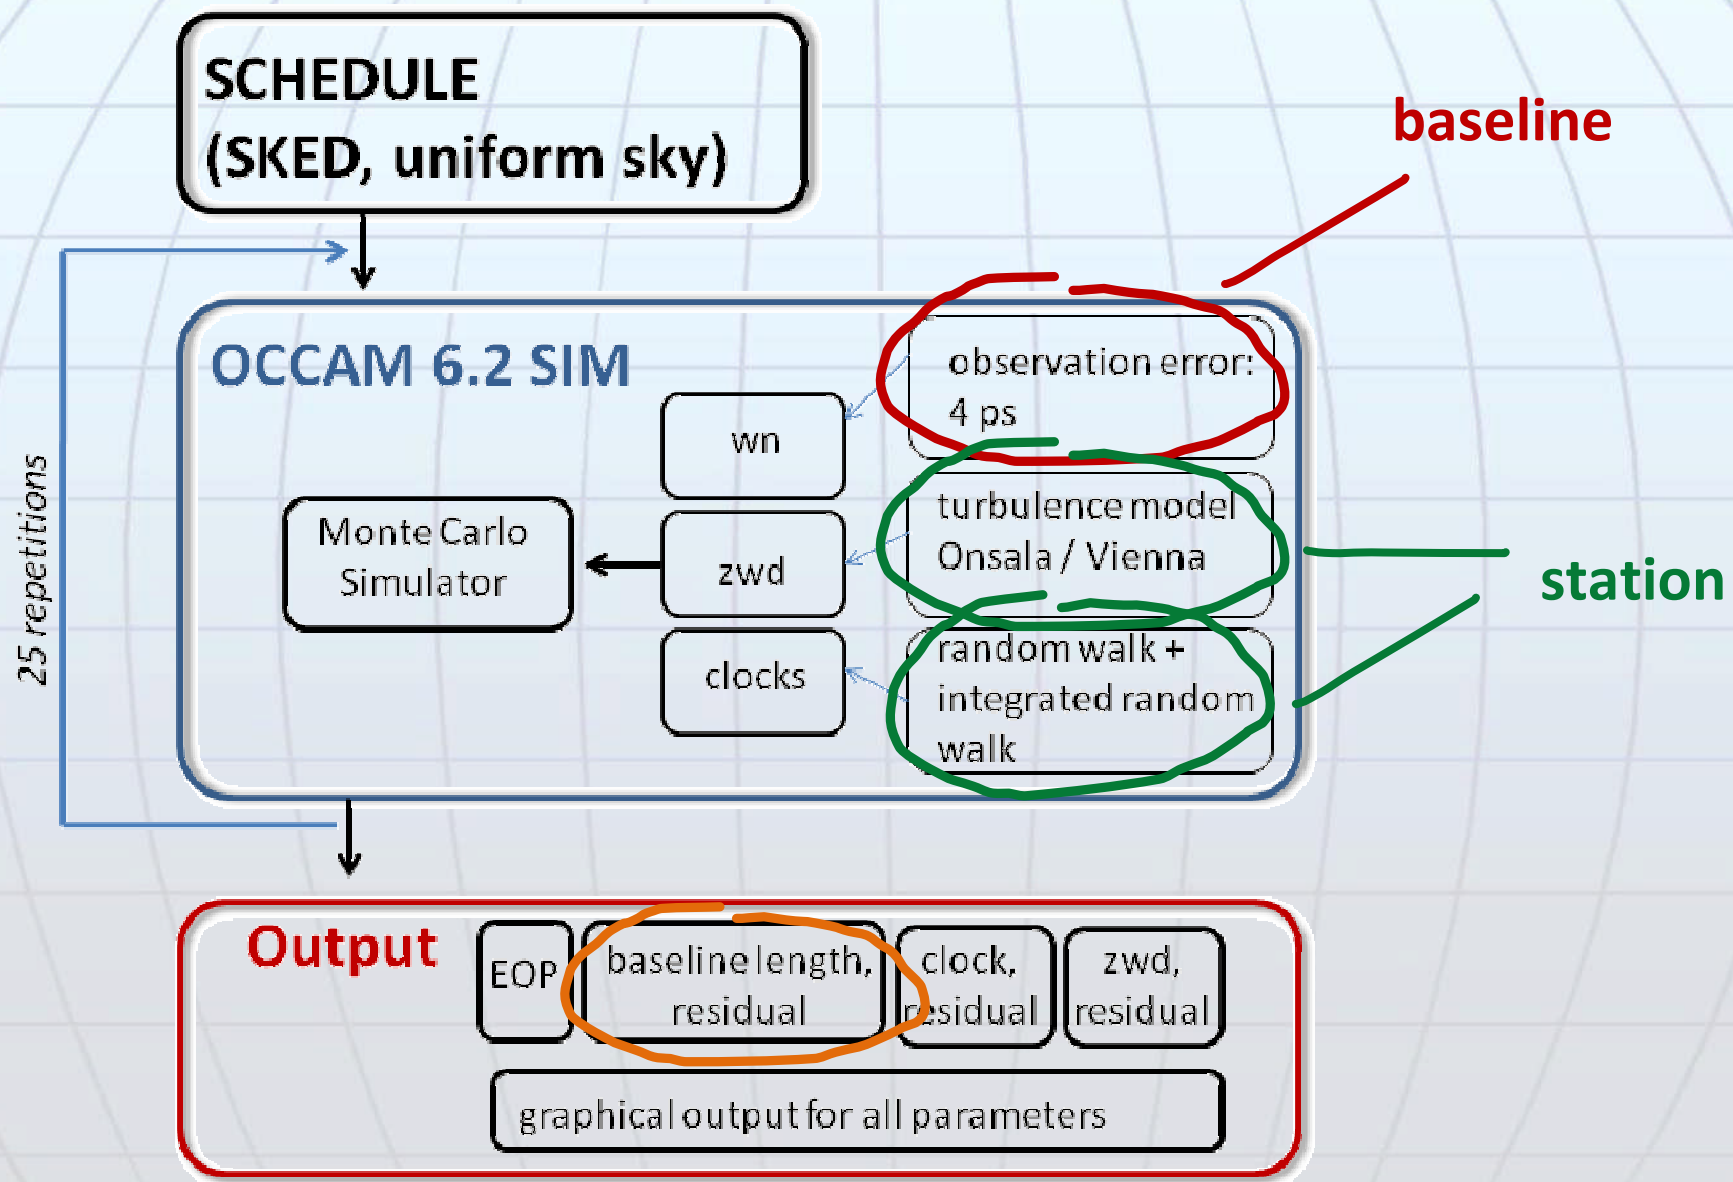 SCHEDULE
(SKED, uniform sky)
baseline
OCCAM 6.2 SIM
observation error:
4 ps
wn
turbulence model
Onsala / Vienna
station
Monte Carlo
Simulator
zwd
random walk +
integrated random
walk
clocks
25 repetitions
Output
EOP
baseline length,
residual
clock,
residual
zwd,
residual
graphical output for all parameters